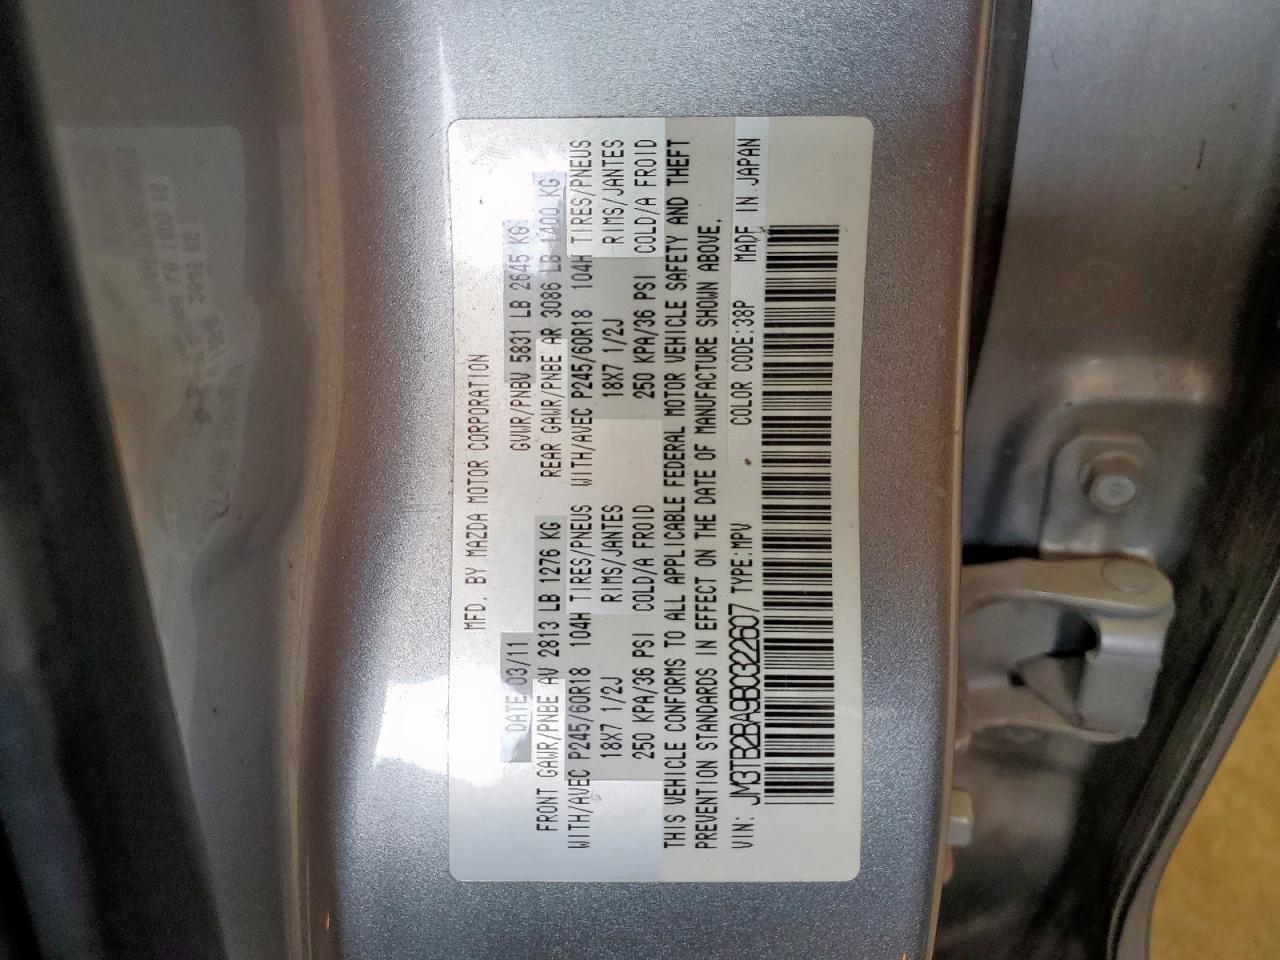 MFD. BY MAZDA MOTOR CORPORATION
DATE 03/11 GVWR/PNBV 5831 LB 2645 KG
FRONT GAWR/PNBE AV 2813 LB 1276 KG REAR GAWR/PNBE AR 3086 LB 1400 KG
WITH/AVEC P245/60R18 104H TIRES/PNEUS WITH/AVEC P245/60R18 104H TIRES/PNEUS
18X7 1/2J RIMS/JANTES 18X7 1/2J RIMS/JANTES
250 KPA/36 PSI COLD/A FROID 250 KPA/36 PSI COLD/A FROID
THIS VEHICLE CONFORMS TO ALL APPLICABLE FEDERAL MOTOR VEHICLE SAFETY AND THEFT
PREVENTION STANDARDS IN EFFECT ON THE DATE OF MANUFACTURE SHOWN ABOVE.
VIN: JM3TB2BA9B0322607 TYPE:MPV COLOR CODE:38P MADE IN JAPAN